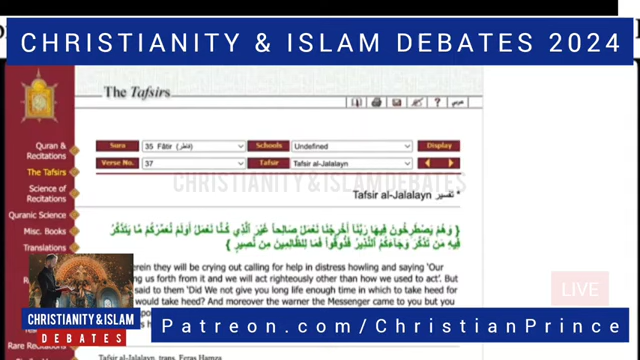 CHRISTIANITY & ISLAM DEBATES 2024
The Tafsirs
عربي
Quran & Recitations
The Tafsirs
Science of Recitations
Quranic Science
Misc. Books
Translations
Sura 35 Fâtir (فاطر) Schools Undefined Display
Verse No. 37 Tafsir Tafsir al-Jalalayn
CHRISTIANITY & ISLAM DEBATES
* تفسير Tafsir al-Jalalayn
{ وَهُمْ يَصْطَرِخُونَ فِيهَا رَبَّنَآ أَخْرِجْنَا نَعْمَلْ صَالِحاً غَيْرَ ٱلَّذِي كُـنَّا نَعْمَلُ أَوَلَمْ نُعَمِّرْكُمْ مَّا يَتَذَكَّرُ
فِيهِ مَن تَذَكَّرَ وَجَآءَكُمُ ٱلنَّذِيرُ فَذُوقُواْ فَمَا لِلظَّالِمِينَ مِن نَّصِيرٍ }
rein they will be crying out calling for help in distress howling and saying 'Our
ng us forth from it and we will act righteously other than how we used to act'. But
said to them 'Did We not give you long life enough time in which to take heed for
would take heed? And moreover the warner the Messenger came to you but you
LIVE
CHRISTIANITY & ISLAM
DEBATES
Patreon.com/ChristianPrince
Rare Recitations
Tafsir al-Jalalayn, trans. Feras Hamza